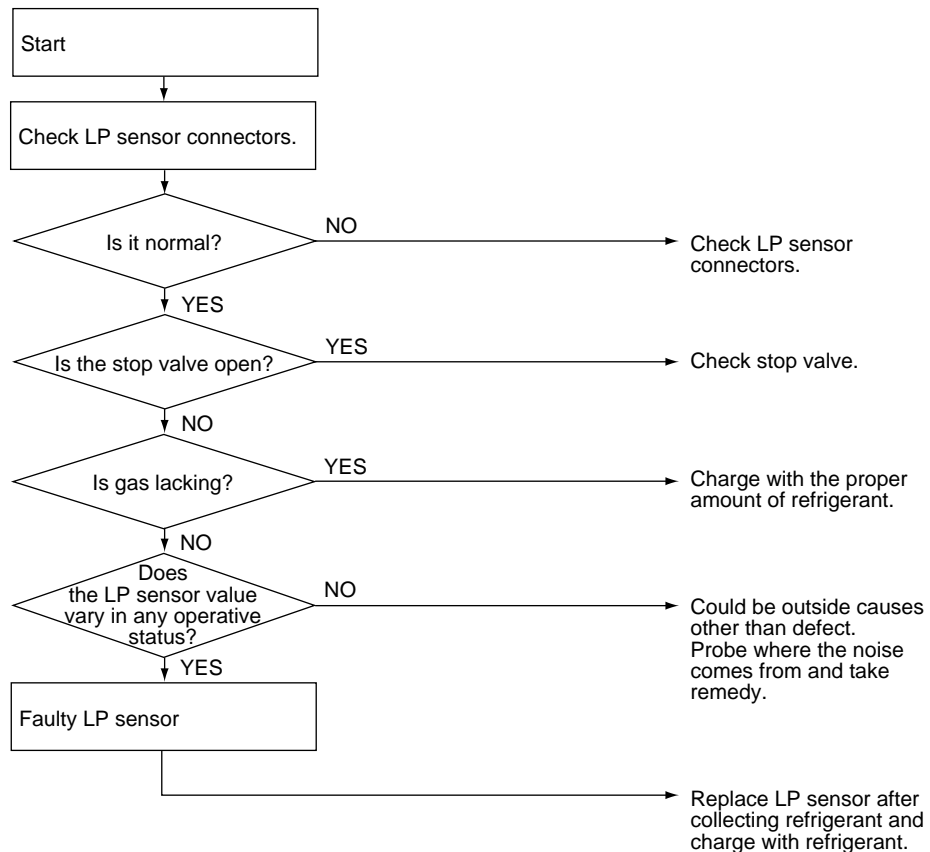 Start
Check LP sensor connectors.
Is it normal?
NO
Check LP sensor
connectors.
YES
Is the stop valve open?
YES
Check stop valve.
NO
Is gas lacking?
YES
Charge with the proper
amount of refrigerant.
NO
Does
the LP sensor value
vary in any operative
status?
NO
Could be outside causes
other than defect.
Probe where the noise
comes from and take
remedy.
YES
Faulty LP sensor
Replace LP sensor after
collecting refrigerant and
charge with refrigerant.